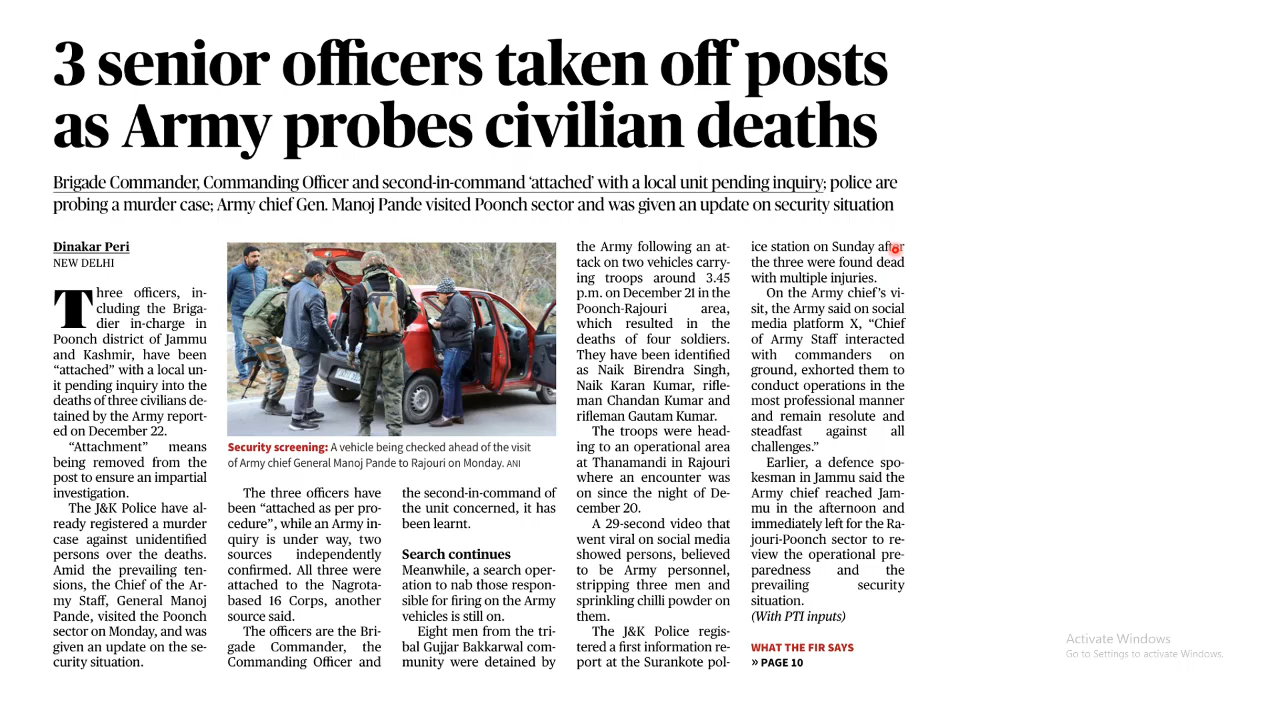 3 senior officers taken off posts
as Army probes civilian deaths
Brigade Commander, Commanding Officer and second-in-command ‘attached’ with a local unit pending inquiry; police are
probing a murder case; Army chief Gen. Manoj Pande visited Poonch sector and was given an update on security situation
Dinakar Peri
NEW DELHI
Three officers, in-
cluding the Briga-
dier in-charge in
Poonch district of Jammu
and Kashmir, have been
“attached” with a local un-
it pending inquiry into the
deaths of three civilians de-
tained by the Army report-
ed on December 22.
“Attachment” means
being removed from the
post to ensure an impartial
investigation.
The J&K Police have al-
ready registered a murder
case against unidentified
persons over the deaths.
Amid the prevailing ten-
sions, the Chief of the Ar-
my Staff, General Manoj
Pande, visited the Poonch
sector on Monday, and was
given an update on the se-
curity situation.
Security screening: A vehicle being checked ahead of the visit
of Army chief General Manoj Pande to Rajouri on Monday. ANI
The three officers have
been “attached as per pro-
cedure”, while an Army in-
quiry is under way, two
sources independently
confirmed. All three were
attached to the Nagrota-
based 16 Corps, another
source said.
The officers are the Bri-
gade Commander, the
Commanding Officer and
the second-in-command of
the unit concerned, it has
been learnt.
Search continues
Meanwhile, a search oper-
ation to nab those respon-
sible for firing on the Army
vehicles is still on.
Eight men from the tri-
bal Gujjar Bakkarwal com-
munity were detained by
the Army following an at-
tack on two vehicles carry-
ing troops around 3.45
p.m. on December 21 in the
Poonch-Rajouri area,
which resulted in the
deaths of four soldiers.
They have been identified
as Naik Birendra Singh,
Naik Karan Kumar, rifle-
man Chandan Kumar and
rifleman Gautam Kumar.
The troops were head-
ing to an operational area
at Thanamandi in Rajouri
where an encounter was
on since the night of De-
cember 20.
A 29-second video that
went viral on social media
showed persons, believed
to be Army personnel,
stripping three men and
sprinkling chilli powder on
them.
The J&K Police regis-
tered a first information re-
port at the Surankote pol-
ice station on Sunday after
the three were found dead
with multiple injuries.
On the Army chief’s vi-
sit, the Army said on social
media platform X, “Chief
of Army Staff interacted
with commanders on
ground, exhorted them to
conduct operations in the
most professional manner
and remain resolute and
steadfast against all
challenges.”
Earlier, a defence spo-
kesman in Jammu said the
Army chief reached Jam-
mu in the afternoon and
immediately left for the Ra-
jouri-Poonch sector to re-
view the operational pre-
paredness and the
prevailing security
situation.
(With PTI inputs)
WHAT THE FIR SAYS
» PAGE 10
Activate Windows
Go to Settings to activate Windows.